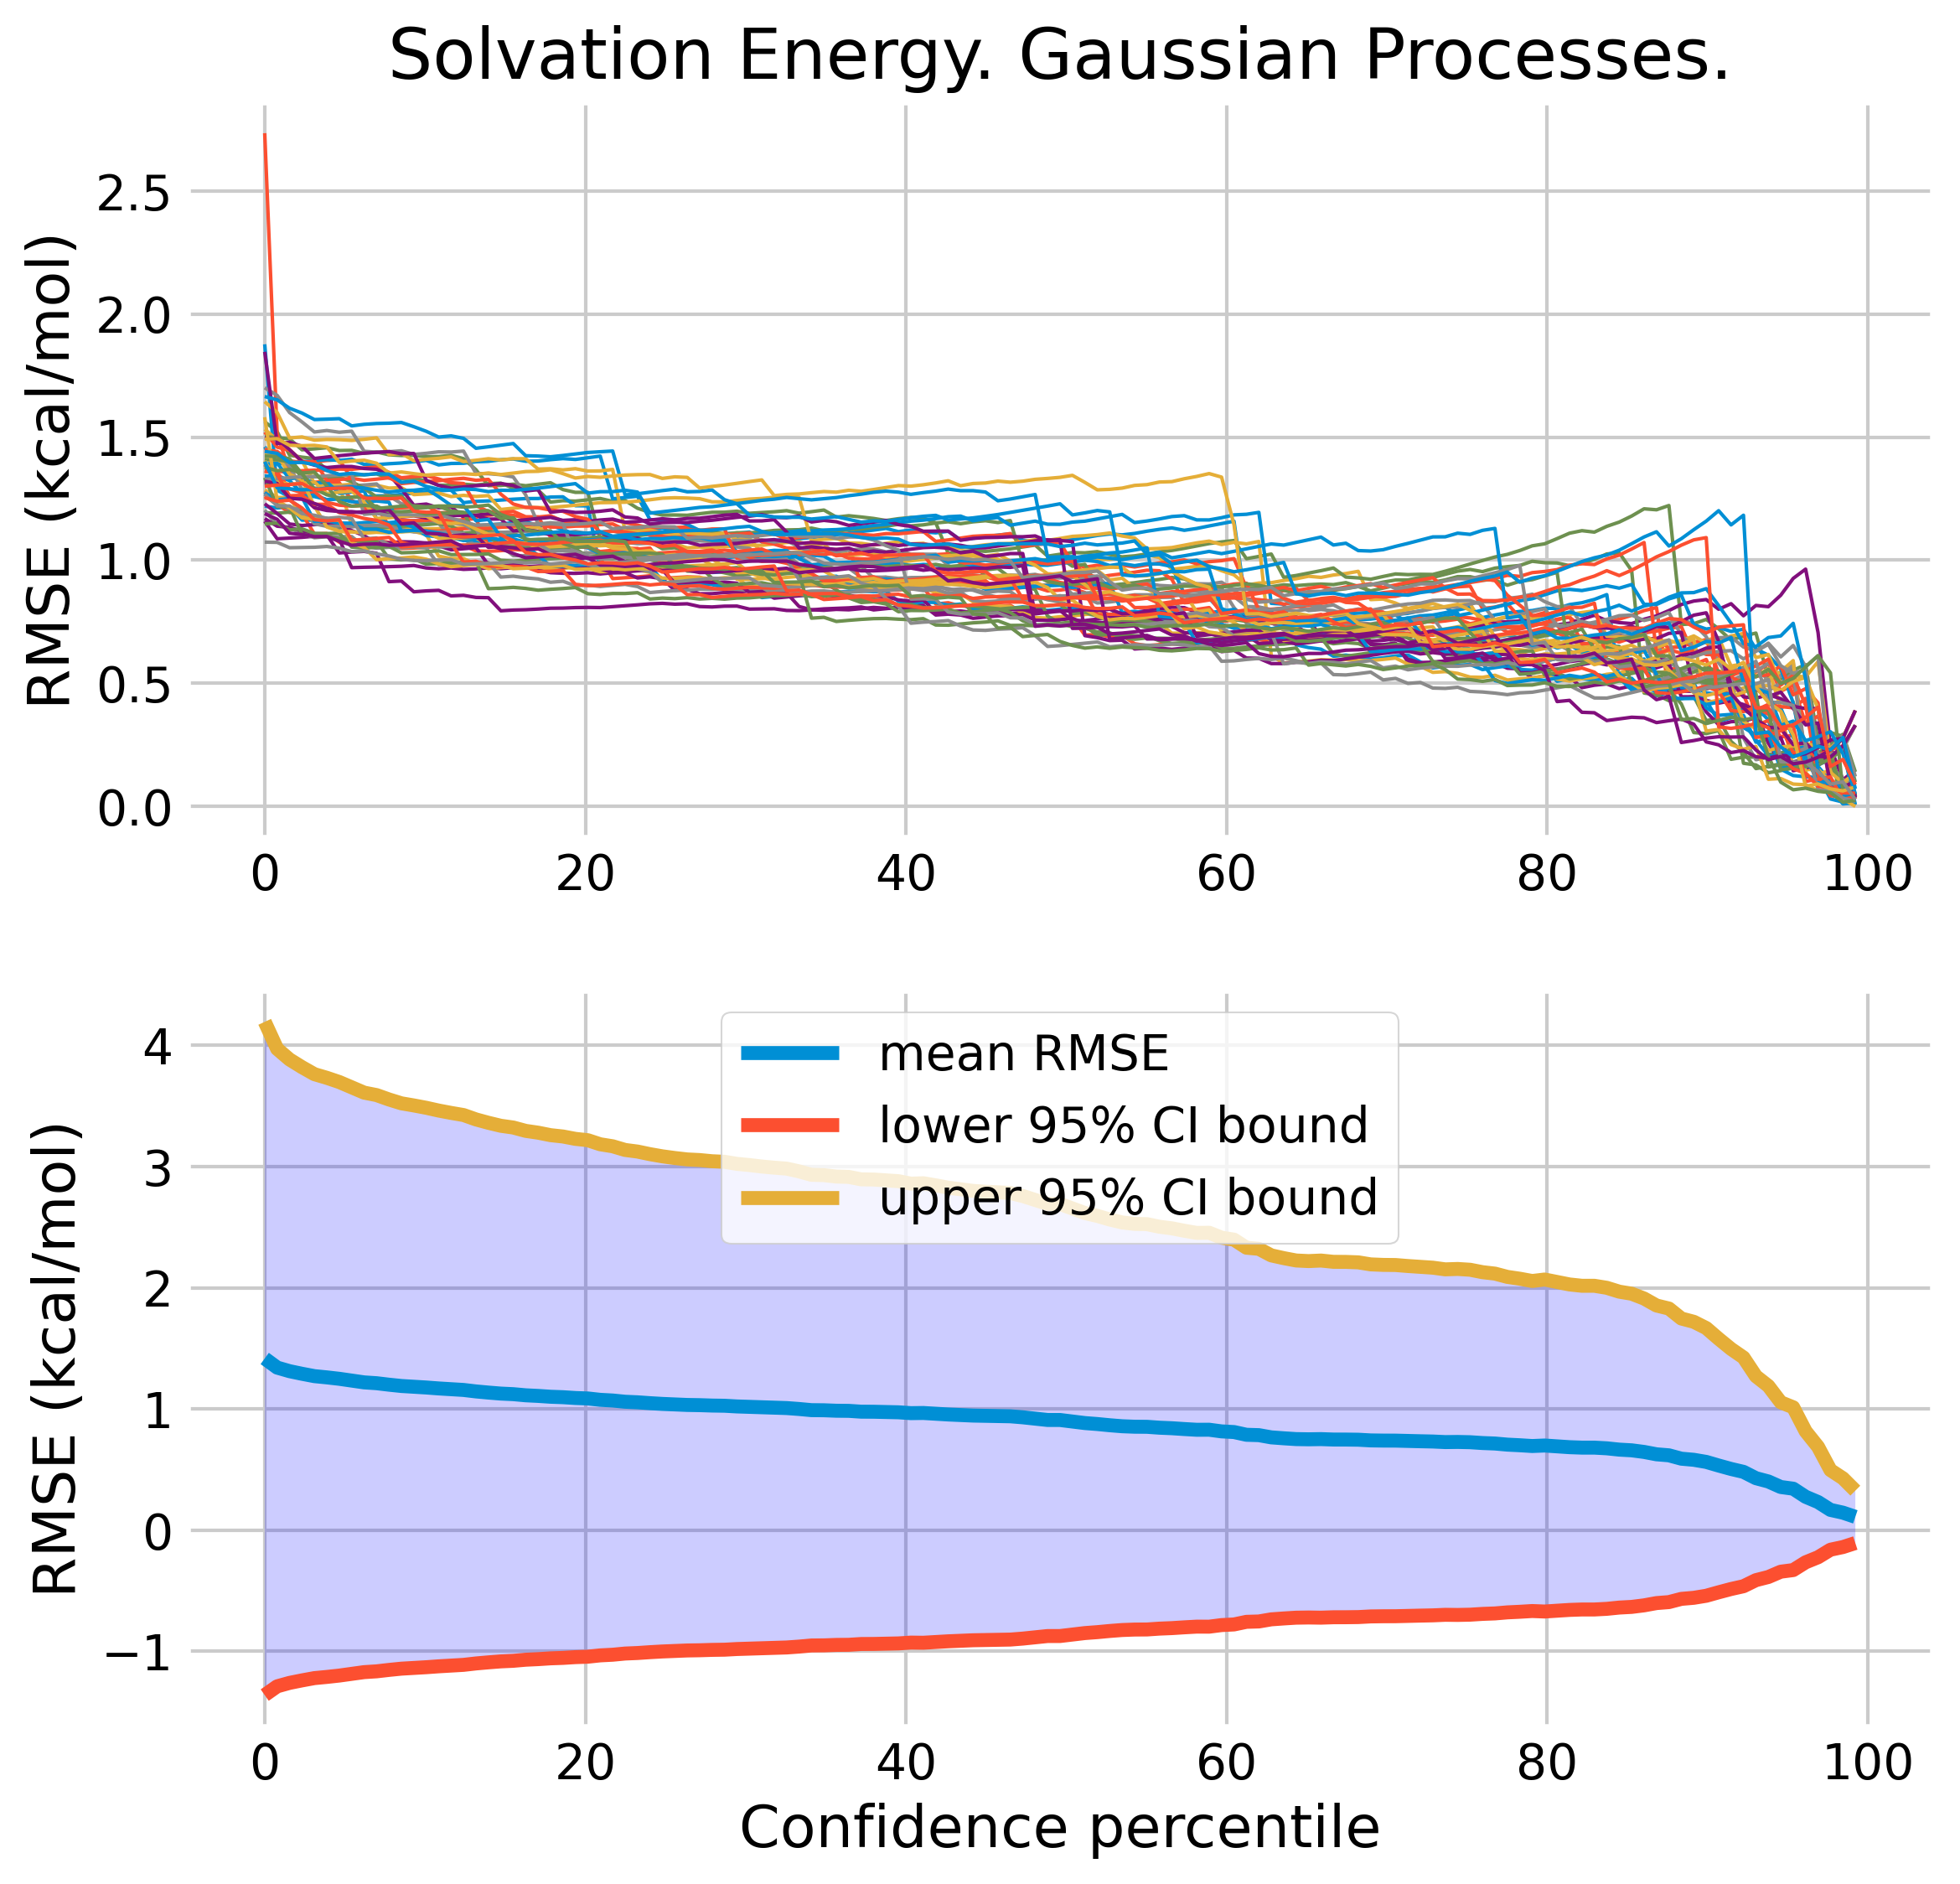 Solvation Energy. Gaussian Processes.
RMSE (kcal/mol)
2.5
2.0
1.5
1.0
0.5
0.0
0 20 40 60 80 100
RMSE (kcal/mol)
4
3
2
1
0
−1
mean RMSE
lower 95% CI bound
upper 95% CI bound
0 20 40 60 80 100
Confidence percentile